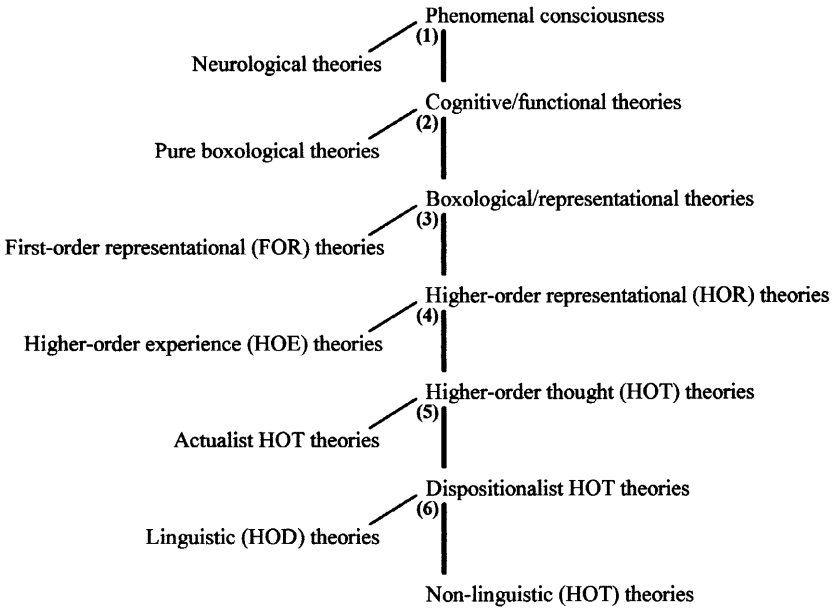 Phenomenal consciousness
(1)
Neurological theories
Cognitive/functional theories
(2)
Pure boxological theories
Boxological/representational theories
(3)
First-order representational (FOR) theories
Higher-order representational (HOR) theories
(4)
Higher-order experience (HOE) theories
Higher-order thought (HOT) theories
(5)
Actualist HOT theories
Dispositionalist HOT theories
(6)
Linguistic (HOD) theories
Non-linguistic (HOT) theories